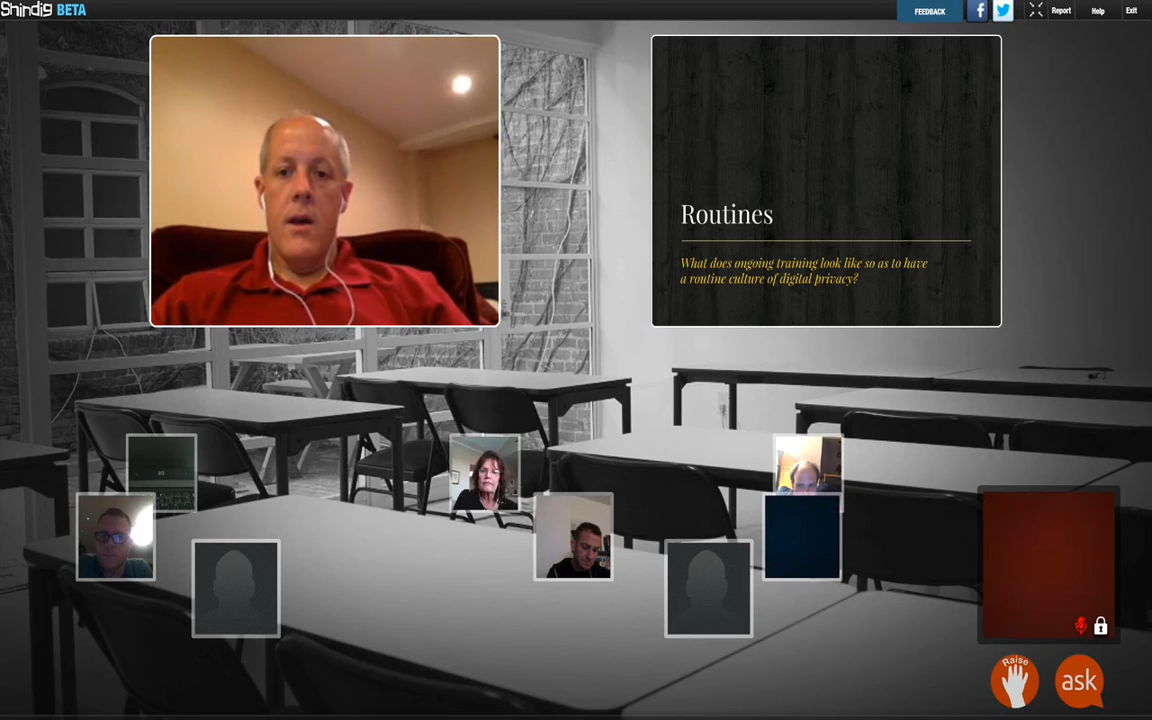 Shindig BETA
FEEDBACK
Report
Help
Exit
Routines
What does ongoing training look like so as to have
a routine culture of digital privacy?
Raise
ask